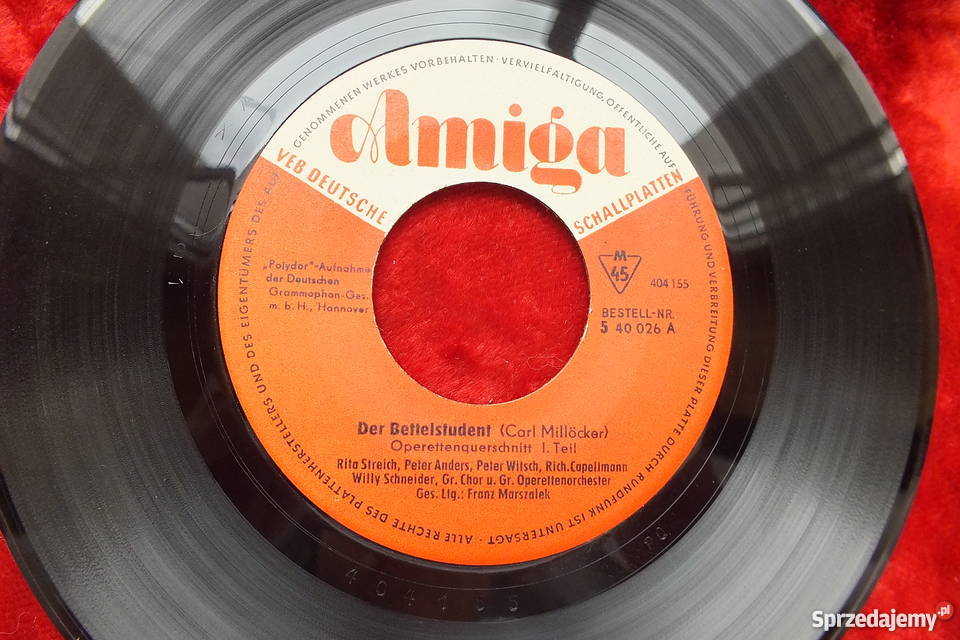 GENOMMENEN WERKES VORBEHALTEN · VERVIELFÄLTIGUNG, ÖFFENTLICHE AUF-
Amiga
VEB DEUTSCHE SCHALLPLATTEN
„Polydor"-Aufnahme
der Deutschen
Grammophon-Ges.
m. b. H., Hannover
M
45
404 155
BESTELL-NR.
5 40 026 A
Der Bettelstudent (Carl Millöcker)
Operettenquerschnitt 1. Teil
Rita Streich, Peter Anders, Peter Witsch, Rich. Capellmann
Willy Schneider, Gr. Chor u. Gr. Operettenorchester
Ges. Ltg.: Franz Marszalek
FÜHRUNG UND VERBREITUNG DIESER PLATTE DURCH RUNDFUNK IST UNTERSAGT · ALLE RECHTE DES PLATTENHERSTELLERS UND DES EIGENTÜMERS DES AUF-
404155
Sprzedajemy.pl